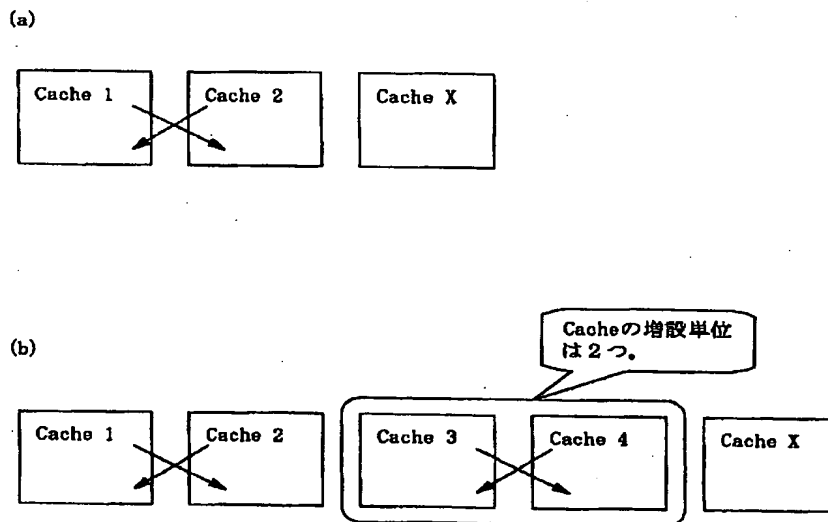 (a)
Cache 1
Cache 2
Cache X
(b)
Cacheの増設単位
は2つ。
Cache 1
Cache 2
Cache 3
Cache 4
Cache X